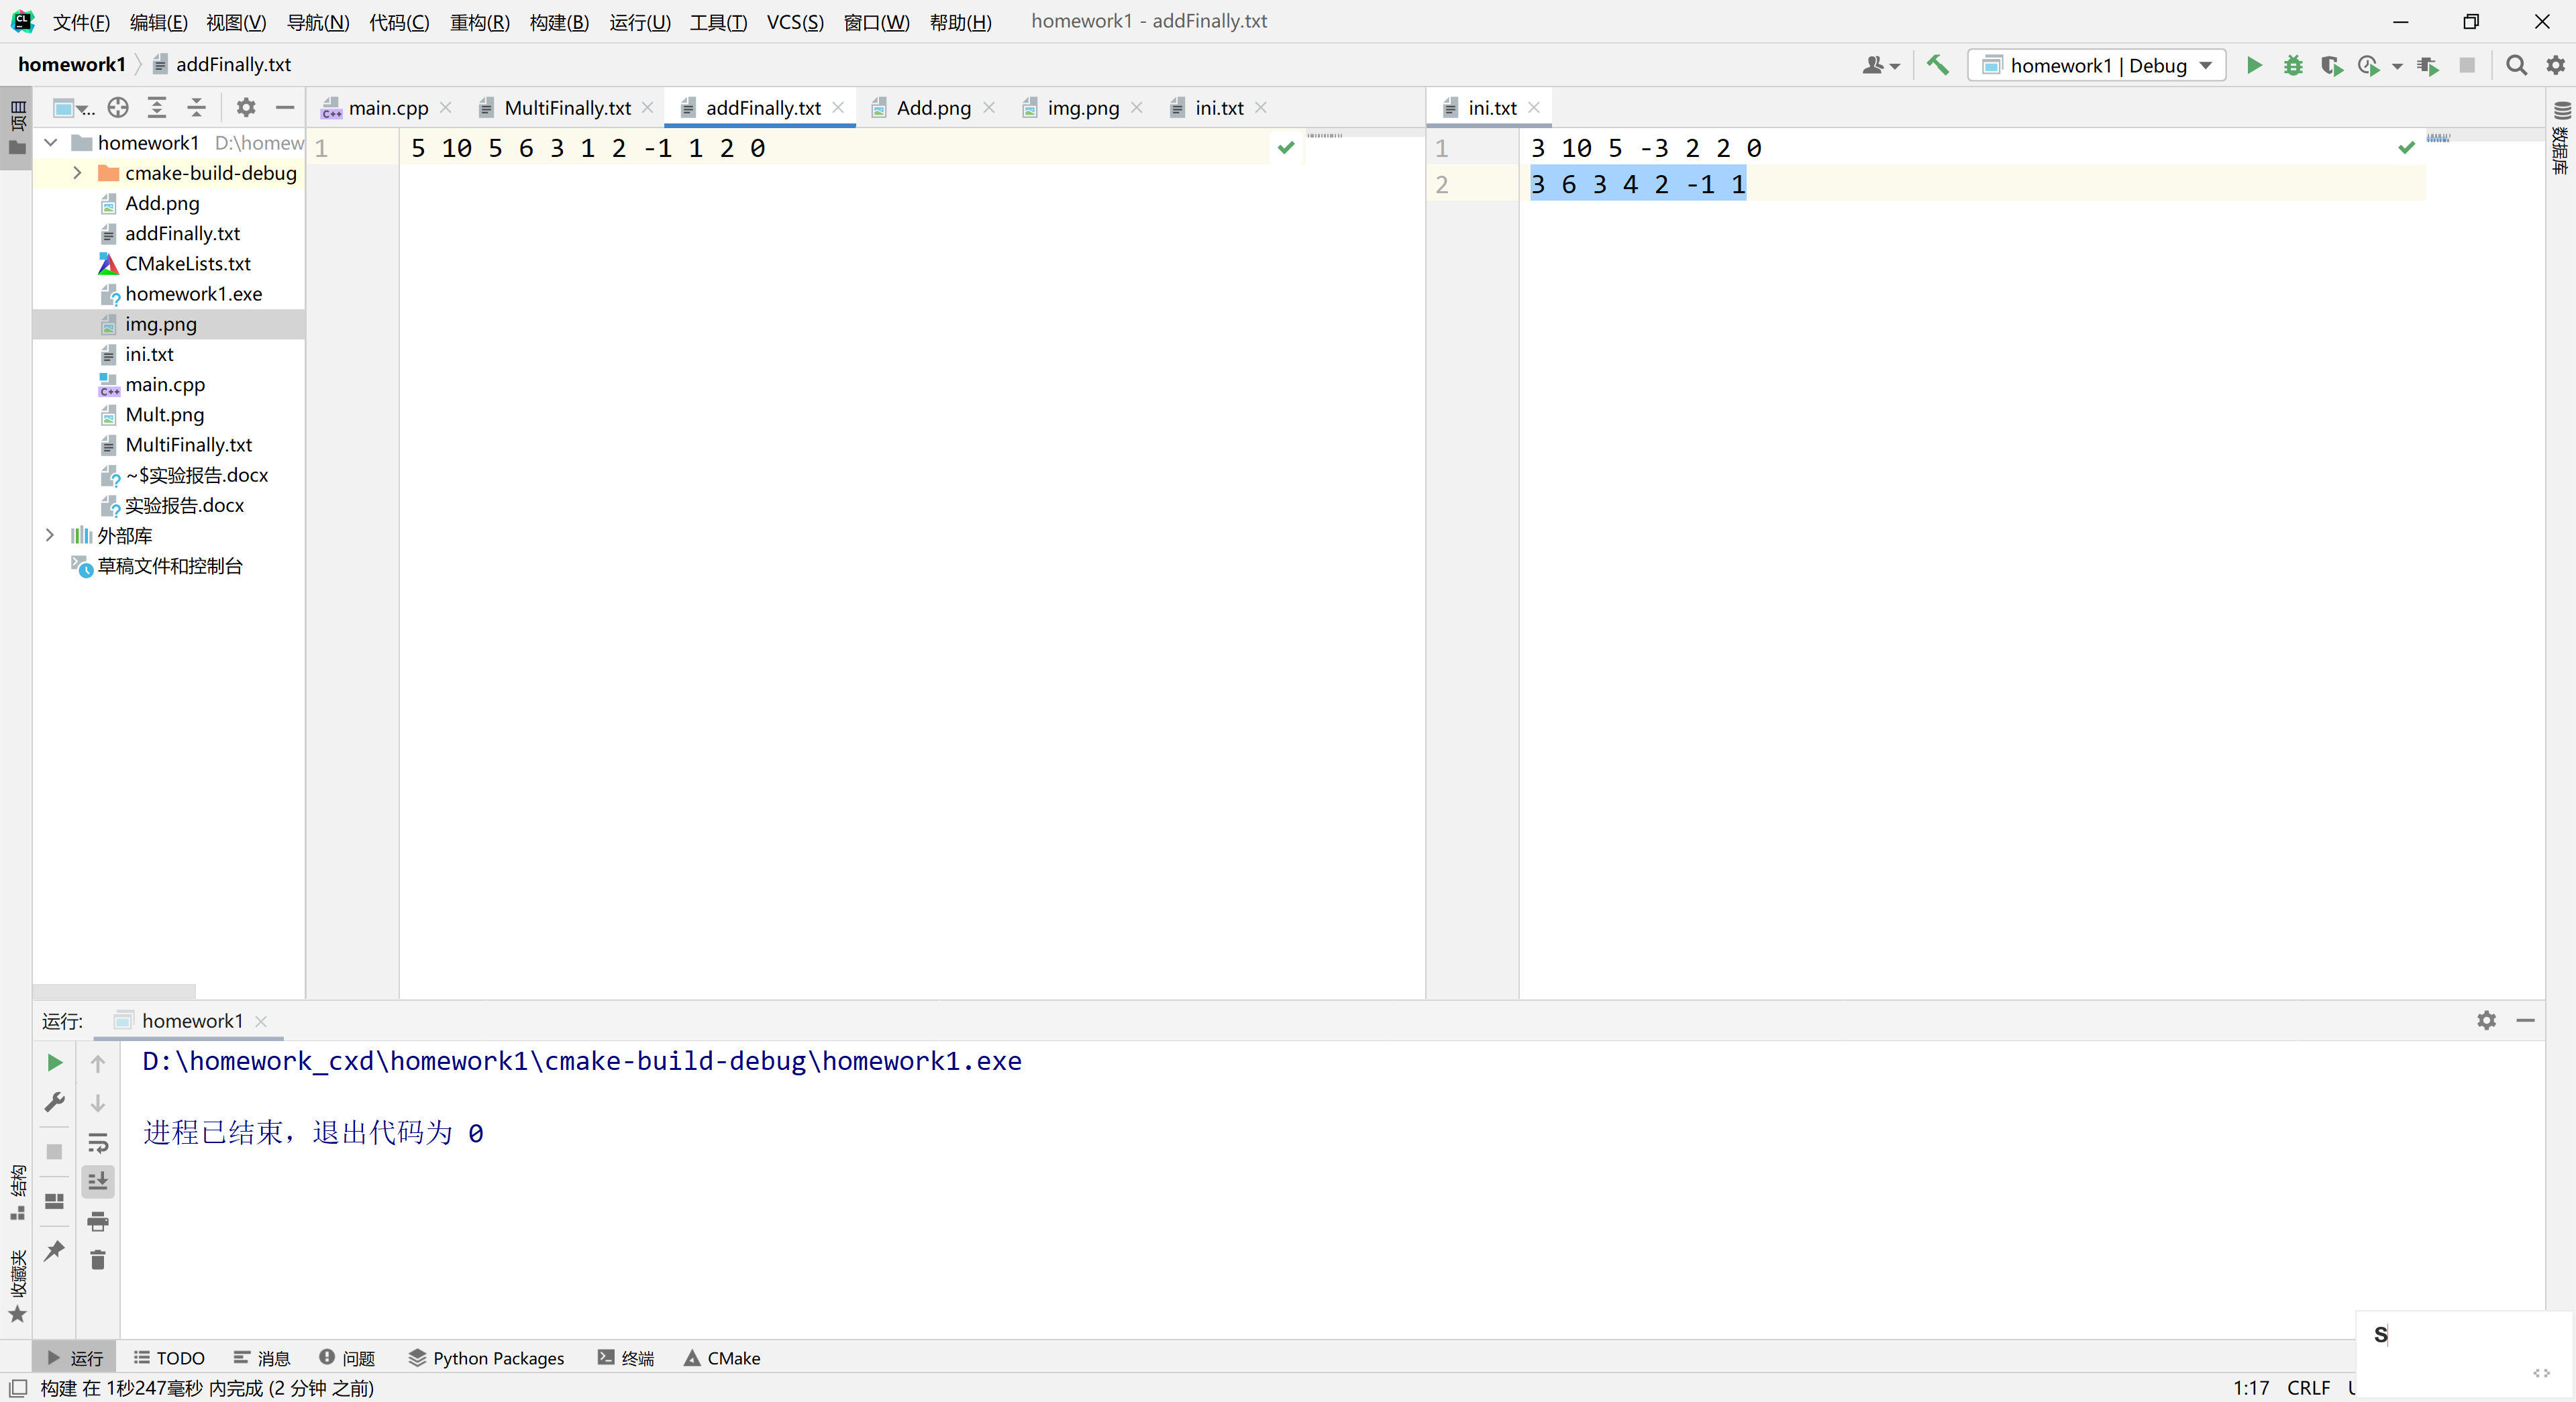 文件(F) 编辑(E) 视图(V) 导航(N) 代码(C) 重构(R) 构建(B) 运行(U) 工具(T) VCS(S) 窗口(W) 帮助(H) homework1 - addFinally.txt
homework1 addFinally.txt homework1 | Debug
项目
main.cpp MultiFinally.txt addFinally.txt Add.png img.png ini.txt
ini.txt
数据库
homework1 D:\homew
cmake-build-debug
Add.png
addFinally.txt
CMakeLists.txt
homework1.exe
img.png
ini.txt
main.cpp
Mult.png
MultiFinally.txt
~$实验报告.docx
实验报告.docx
外部库
草稿文件和控制台
1 5 10 5 6 3 1 2 -1 1 2 0
1 3 10 5 -3 2 2 0
2 3 6 3 4 2 -1 1
运行: homework1
D:\homework_cxd\homework1\cmake-build-debug\homework1.exe
进程已结束，退出代码为 0
结构
收藏夹
运行 TODO 消息 问题 Python Packages 终端 CMake
构建 在 1秒247毫秒 内完成 (2 分钟 之前)
1:17 CRLF
s